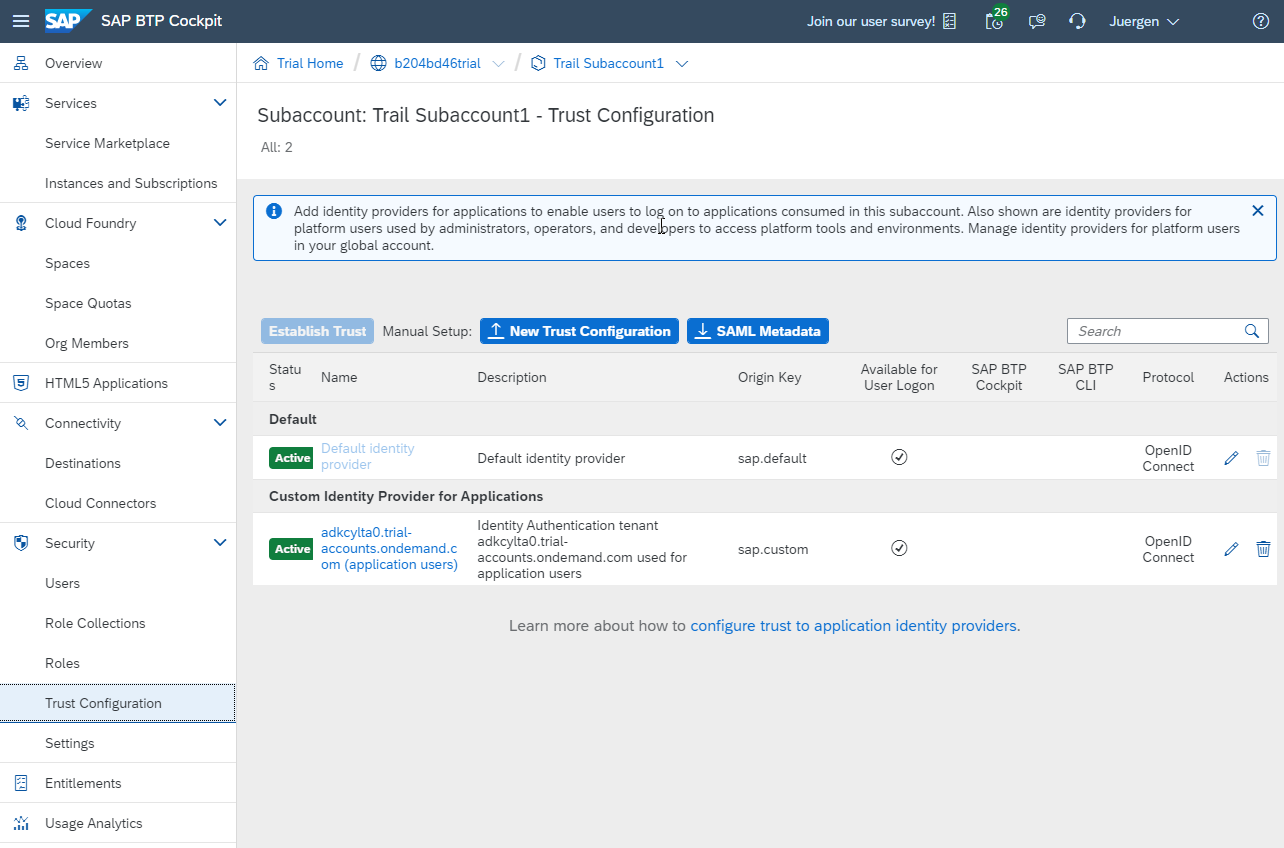 SAP SAP BTP Cockpit
Join our user survey!
26
Juergen
Overview
Services
Service Marketplace
Instances and Subscriptions
Cloud Foundry
Spaces
Space Quotas
Org Members
HTML5 Applications
Connectivity
Destinations
Cloud Connectors
Security
Users
Role Collections
Roles
Trust Configuration
Settings
Entitlements
Usage Analytics
Trial Home / b204bd46trial / Trail Subaccount1
Subaccount: Trail Subaccount1 - Trust Configuration
All: 2
Add identity providers for applications to enable users to log on to applications consumed in this subaccount. Also shown are identity providers for
platform users used by administrators, operators, and developers to access platform tools and environments. Manage identity providers for platform users
in your global account.
Establish Trust Manual Setup: New Trust Configuration SAML Metadata
Search
Statu
s
Name
Description
Origin Key
Available for
User Logon
SAP BTP
Cockpit
SAP BTP
CLI
Protocol
Actions
Default
Active
Default identity
provider
Default identity provider
sap.default
OpenID
Connect
Custom Identity Provider for Applications
Active
adkcylta0.trial-
accounts.ondemand.c
om (application users)
Identity Authentication tenant
adkcylta0.trial-
accounts.ondemand.com used for
application users
sap.custom
OpenID
Connect
Learn more about how to configure trust to application identity providers.